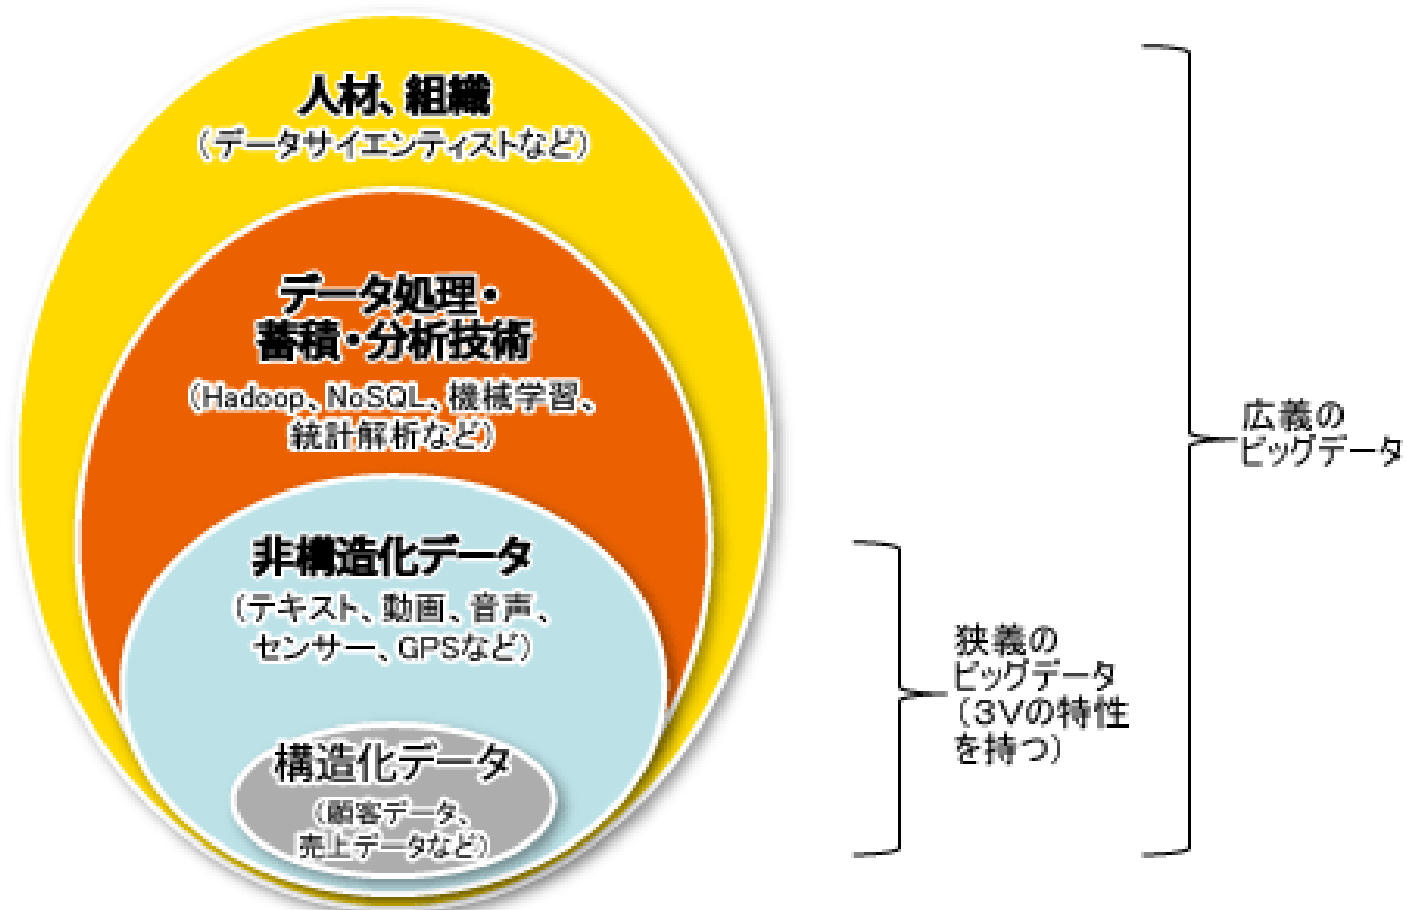 人材、組織
（データサイエンティストなど）
データ処理・
蓄積・分析技術
（Hadoop、NoSQL、機械学習、
統計解析など）
非構造化データ
（テキスト、動画、音声、
センサー、GPSなど）
構造化データ
（顧客データ、
売上データなど）
狭義の
ビッグデータ
（3Vの特性
を持つ）
広義の
ビッグデータ